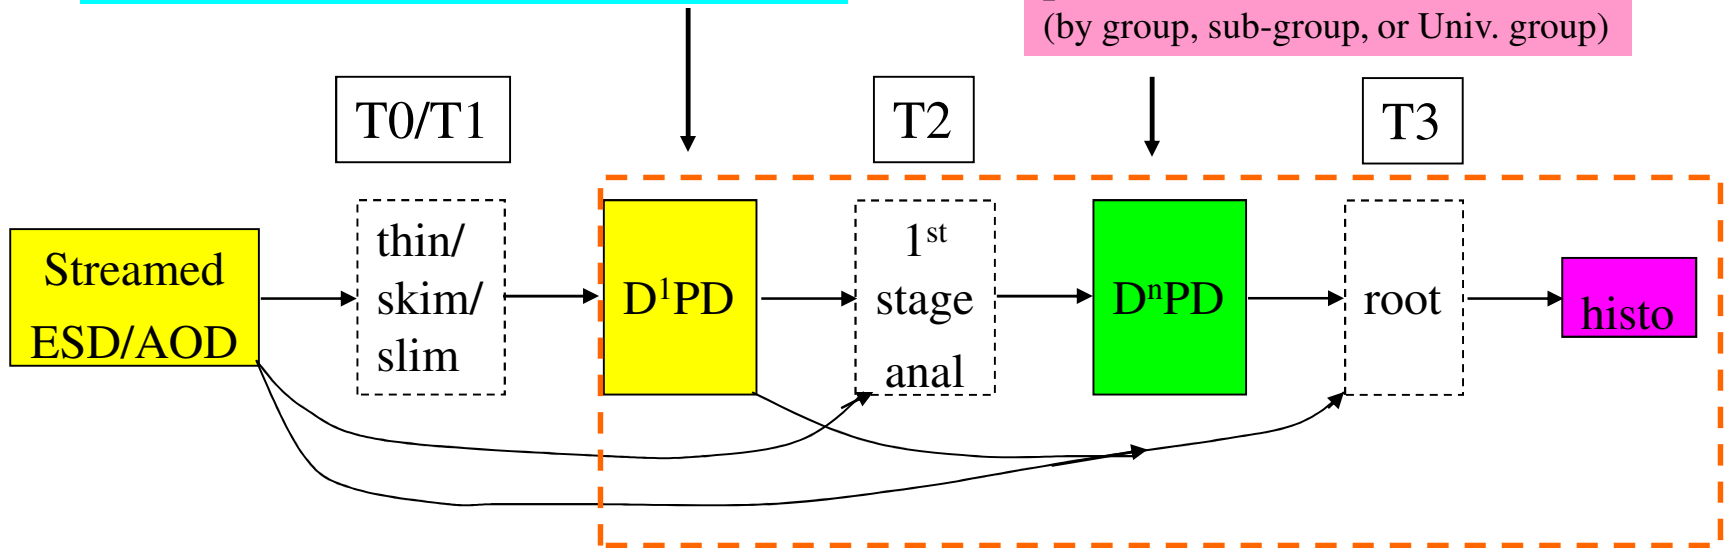 (by group, sub-group, or Univ. group)
T0/T1
T2
T3
Streamed
ESD/AOD
thin/
skim/
slim
D¹PD
1st
stage
anal
DⁿPD
root
histo